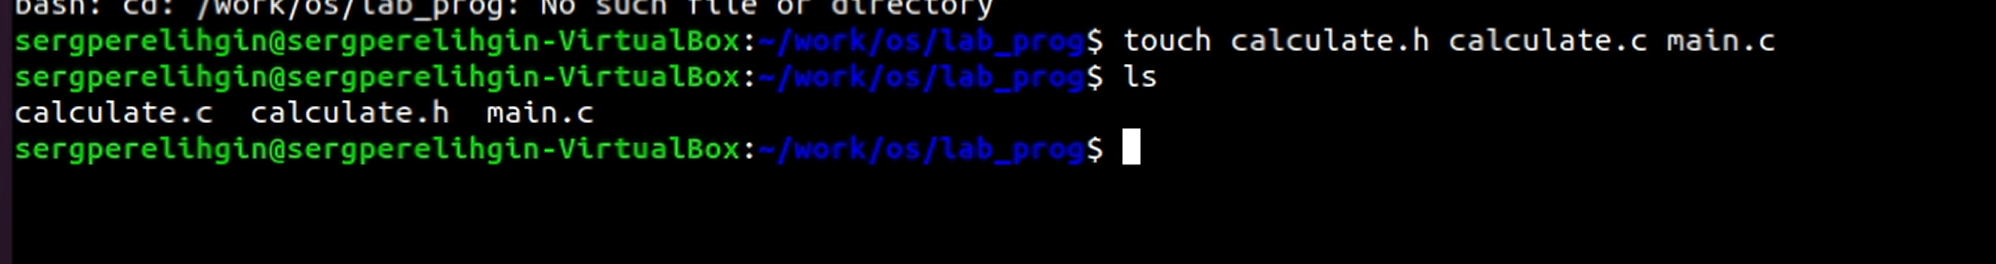 bash: cd: /work/os/lab_prog: No such file or directory
sergperelihgin@sergperelihgin-VirtualBox:~/work/os/lab_prog$ touch calculate.h calculate.c main.c
sergperelihgin@sergperelihgin-VirtualBox:~/work/os/lab_prog$ ls
calculate.c  calculate.h  main.c
sergperelihgin@sergperelihgin-VirtualBox:~/work/os/lab_prog$